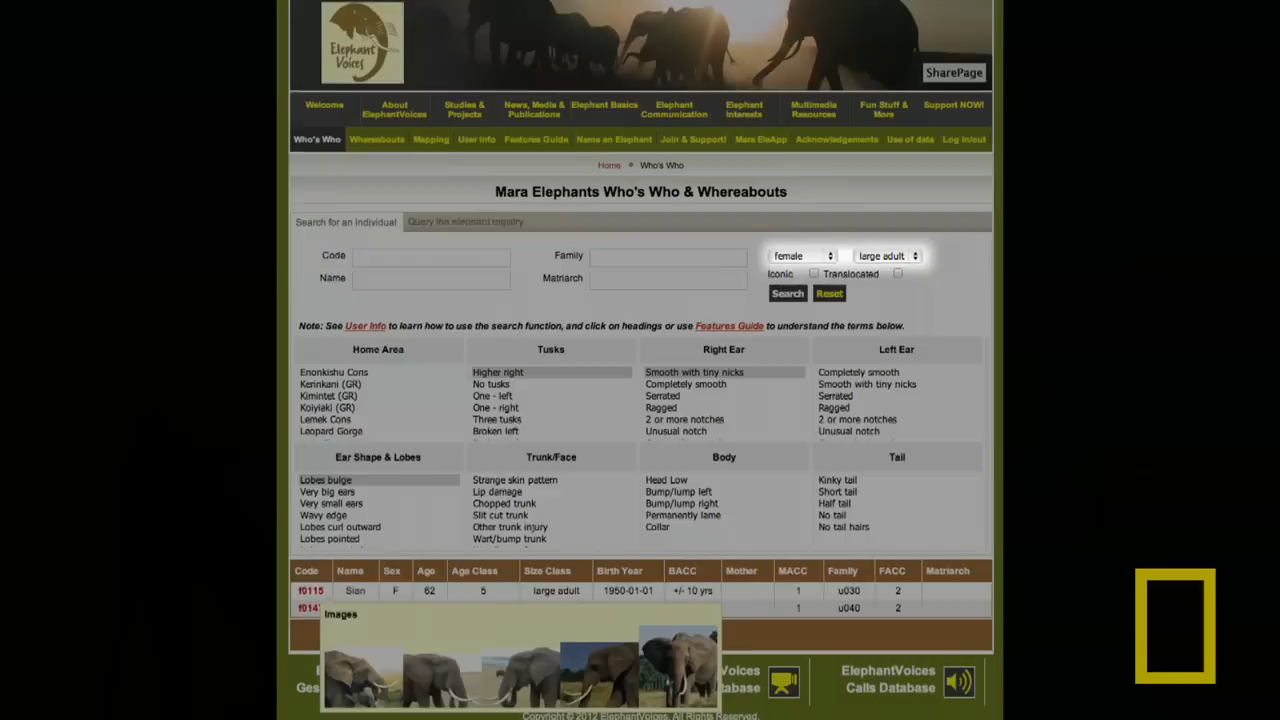 Elephant
Voices
SharePage
Welcome
About ElephantVoices
Studies & Projects
News, Media & Publications
Elephant Basics
Elephant Communication
Elephant Interests
Multimedia Resources
Fun Stuff & More
Support NOW!
Who's Who Whereabouts Mapping User Info Features Guide Name an Elephant Join & Support! Mara EleApp Acknowledgements Use of data Log in/out
Home Who's Who
Mara Elephants Who's Who & Whereabouts
Search for an individual Query the elephant registry
Code Family female large adult
Iconic Translocated
Name Matriarch
Search Reset
Note: See User Info to learn how to use the search function, and click on headings or use Features Guide to understand the terms below.
Home Area Tusks Right Ear Left Ear
Enonkishu Cons Higher right Smooth with tiny nicks Completely smooth
Kerinkani (GR) No tusks Completely smooth Smooth with tiny nicks
Kimintet (GR) One - left Serrated Serrated
Koiyiaki (GR) One - right Ragged Ragged
Lemek Cons Three tusks 2 or more notches 2 or more notches
Leopard Gorge Broken left Unusual notch Unusual notch
Ear Shape & Lobes Trunk/Face Body Tail
Lobes bulge Strange skin pattern Head Low Kinky tail
Very big ears Lip damage Bump/lump left Short tail
Very small ears Chopped trunk Bump/lump right Half tail
Wavy edge Slit cut trunk Permanently lame No tail
Lobes curl outward Other trunk injury Collar No tail hairs
Lobes pointed Wart/bump trunk
Code Name Sex Age Age Class Size Class Birth Year BACC Mother MACC Family FACC Matriarch
f0115 Sian F 62 5 large adult 1950-01-01 +/- 10 yrs 1 u030 2
1 u040 2
Images
Voices ElephantVoices
Calls Database
Copyright © 2012 ElephantVoices. All Rights Reserved.